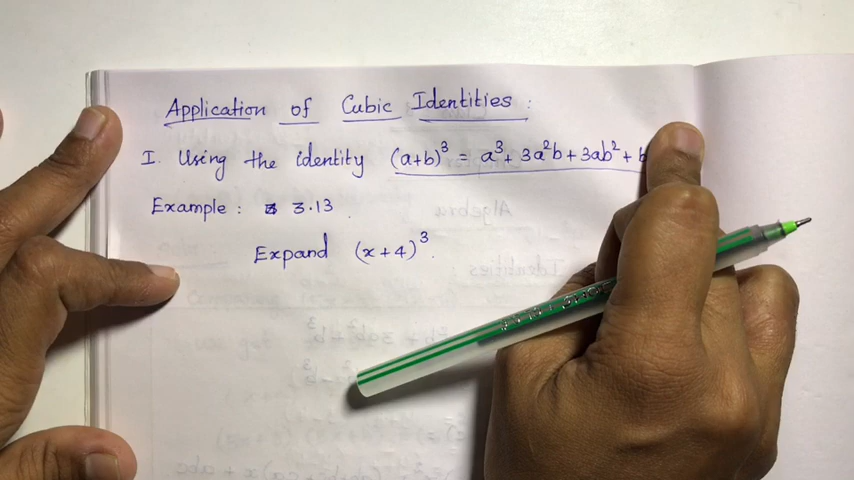 Application of Cubic Identities :
I. Using the identity (a+b)³ = a³ + 3a²b + 3ab² + b
Example : 3.13
Expand (x+4)³.